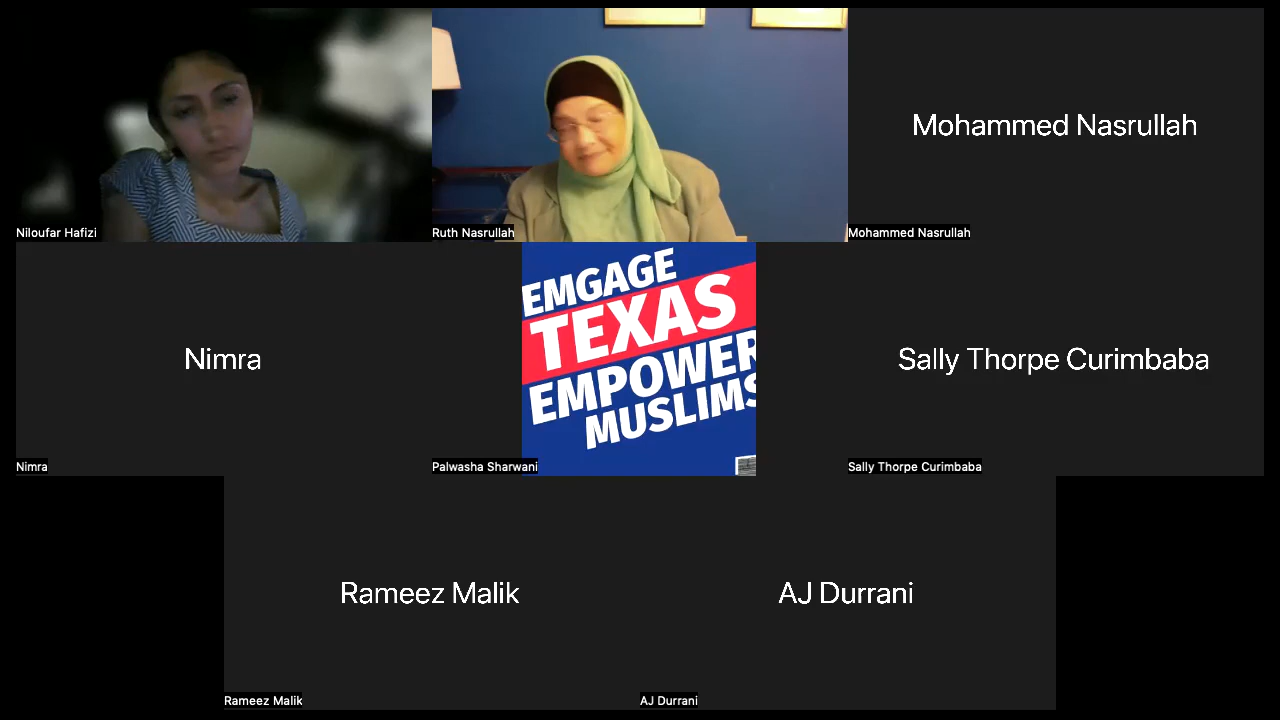 Mohammed Nasrullah
Niloufar Hafizi
Ruth Nasrullah
Mohammed Nasrullah
EMGAGE
TEXAS
EMPOWER
MUSLIMS
Nimra
Sally Thorpe Curimbaba
Nimra
Palwasha Sharwani
Sally Thorpe Curimbaba
Rameez Malik
AJ Durrani
Rameez Malik
AJ Durrani